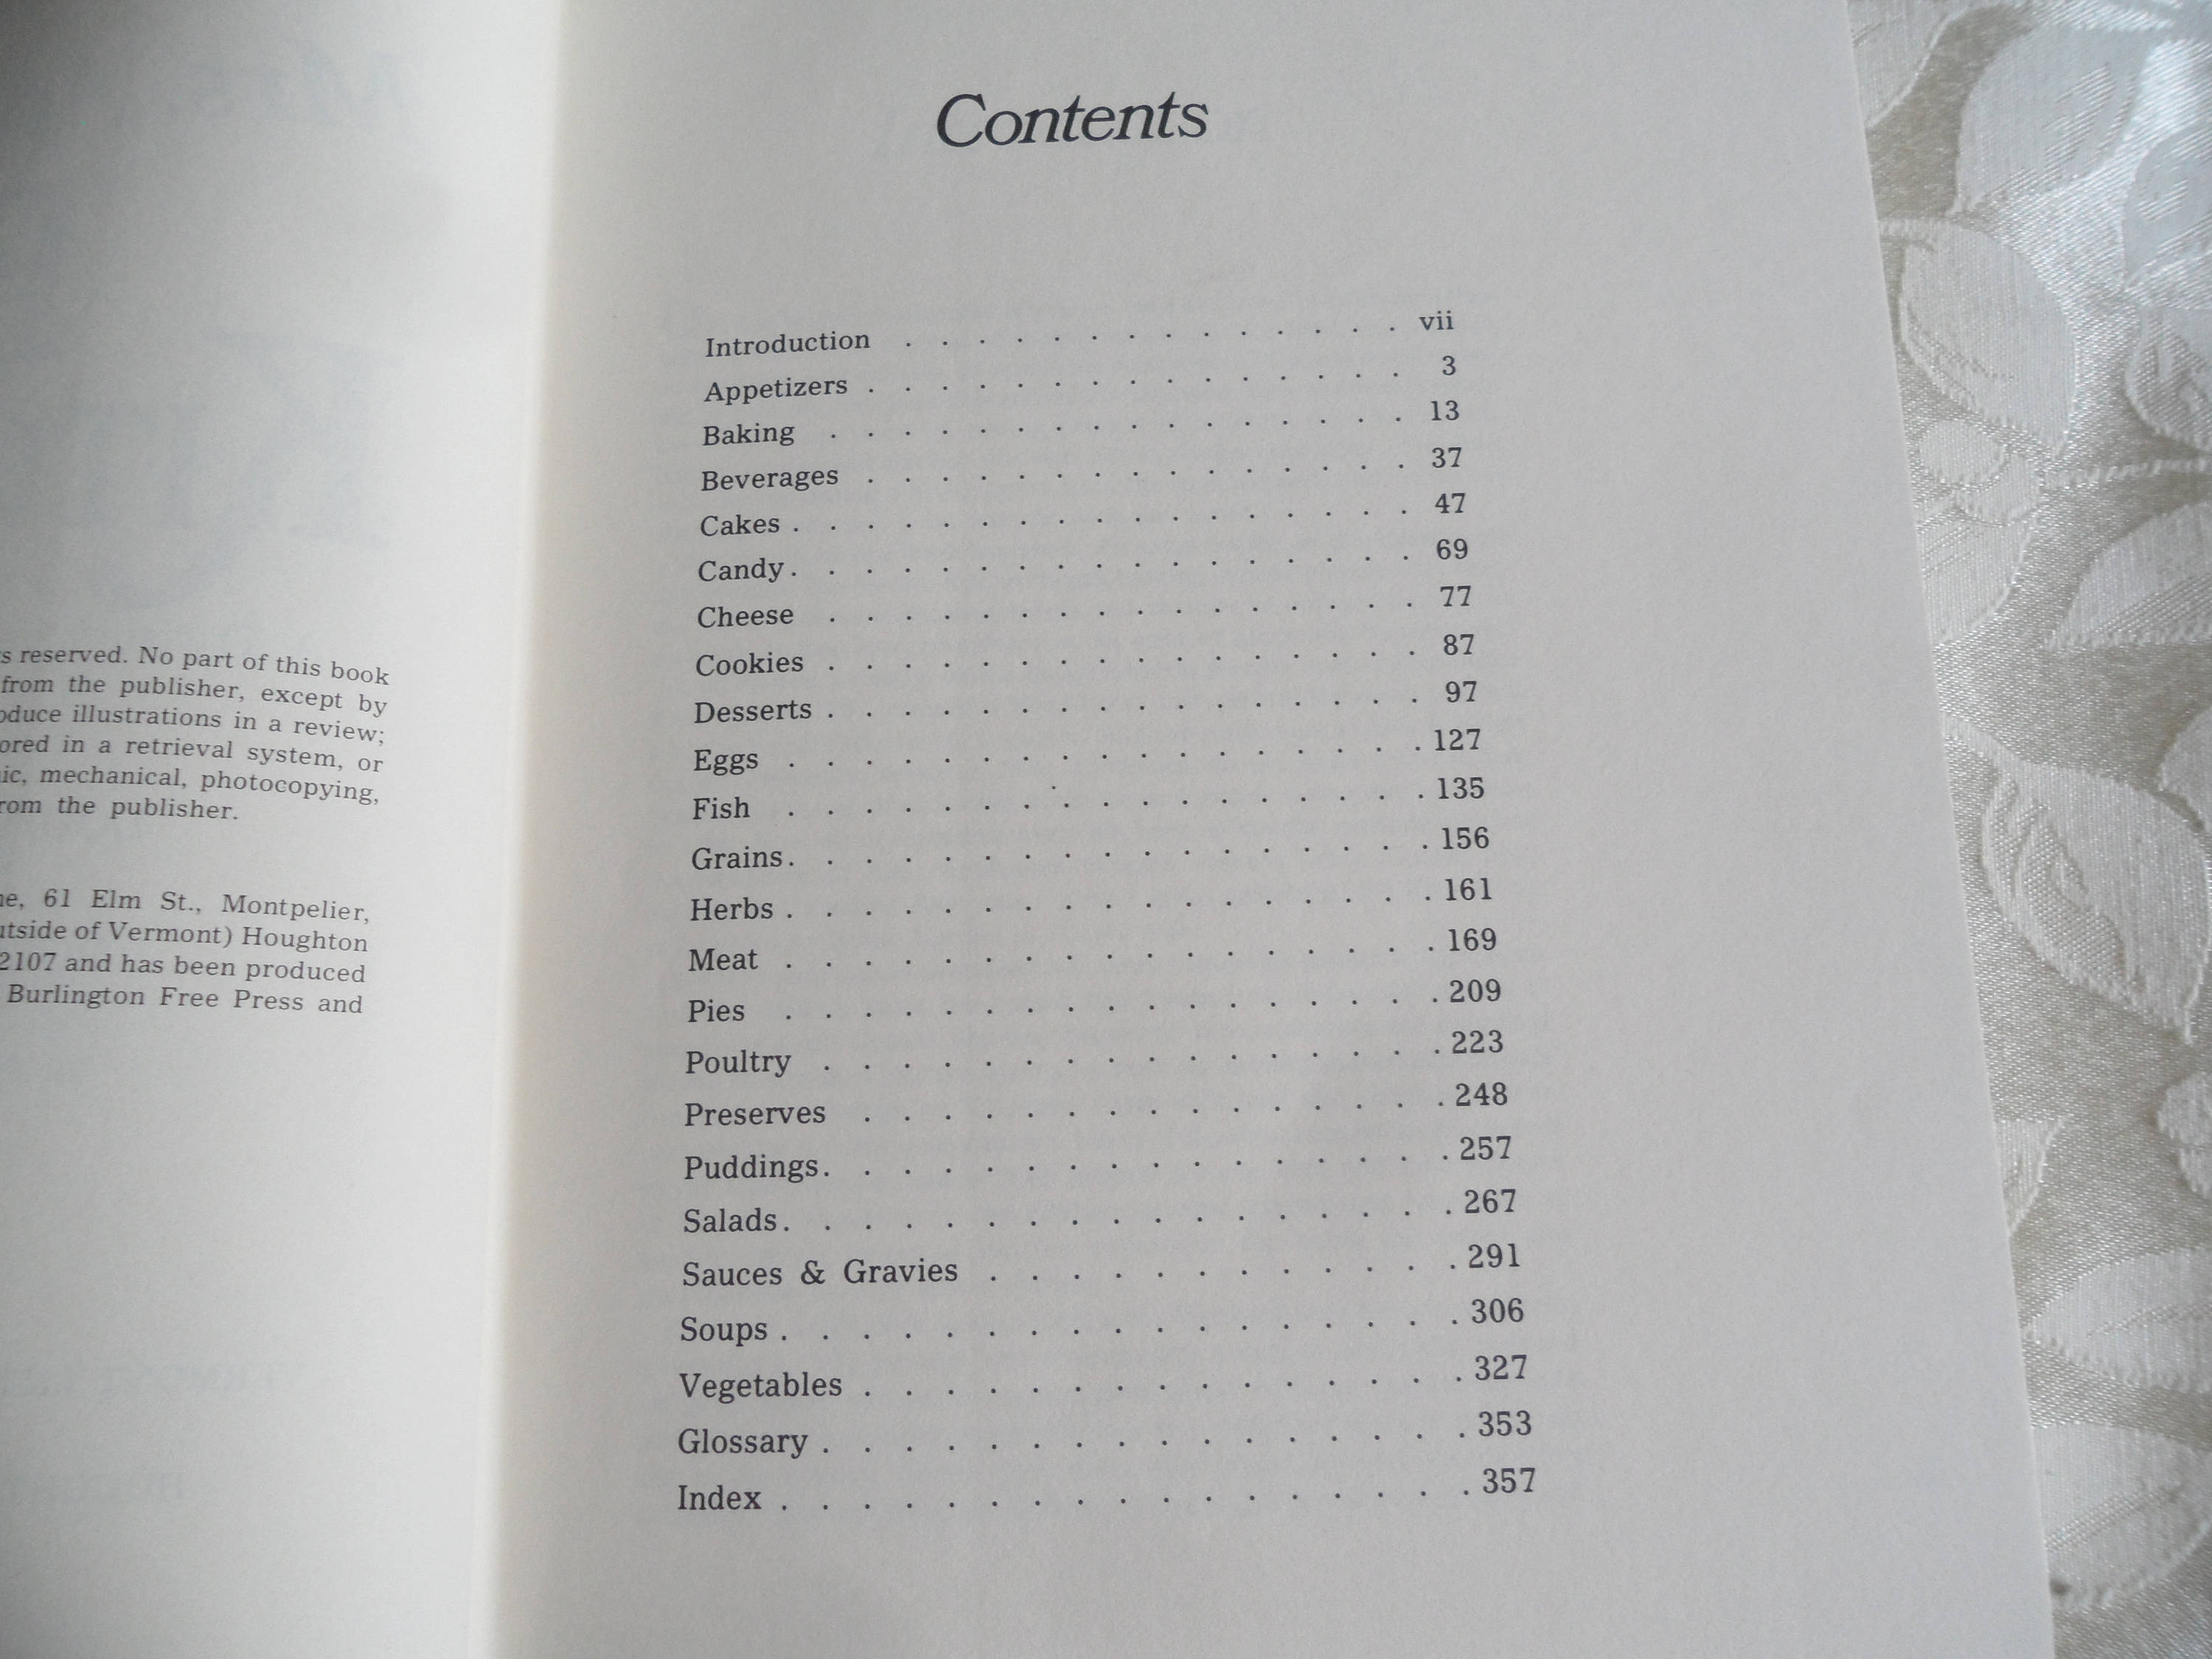 s reserved. No part of this book
from the publisher, except by
oduce illustrations in a review;
ored in a retrieval system, or
ic, mechanical, photocopying,
rom the publisher.
ne, 61 Elm St., Montpelier,
utside of Vermont) Houghton
2107 and has been produced
Burlington Free Press and
Contents
Introduction . . . . . . . . . . . . . . vii
Appetizers . . . . . . . . . . . . . . . 3
Baking . . . . . . . . . . . . . . . . 13
Beverages . . . . . . . . . . . . . . . 37
Cakes . . . . . . . . . . . . . . . . . 47
Candy . . . . . . . . . . . . . . . . . 69
Cheese . . . . . . . . . . . . . . . . 77
Cookies . . . . . . . . . . . . . . . . 87
Desserts . . . . . . . . . . . . . . . . 97
Eggs . . . . . . . . . . . . . . . . . 127
Fish . . . . . . . . . . . . . . . . . 135
Grains . . . . . . . . . . . . . . . . . 156
Herbs . . . . . . . . . . . . . . . . . 161
Meat . . . . . . . . . . . . . . . . . 169
Pies . . . . . . . . . . . . . . . . . 209
Poultry . . . . . . . . . . . . . . . . 223
Preserves . . . . . . . . . . . . . . . 248
Puddings . . . . . . . . . . . . . . . . 257
Salads . . . . . . . . . . . . . . . . . 267
Sauces & Gravies . . . . . . . . . . . . 291
Soups . . . . . . . . . . . . . . . . . 306
Vegetables . . . . . . . . . . . . . . . 327
Glossary . . . . . . . . . . . . . . . . 353
Index . . . . . . . . . . . . . . . . . 357